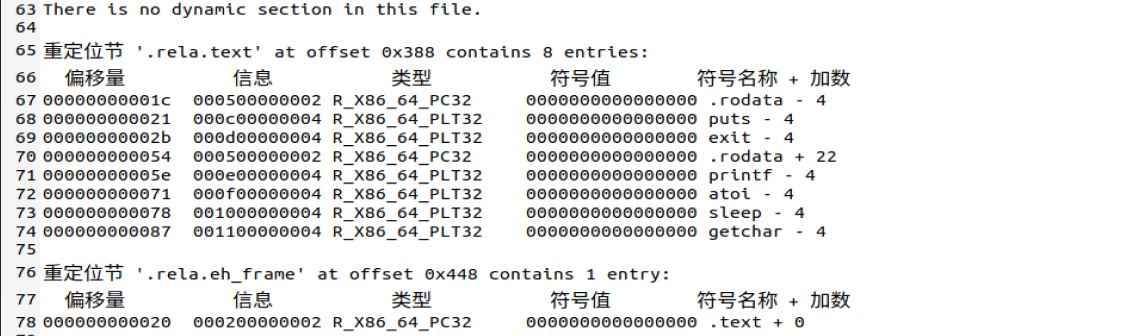 63 There is no dynamic section in this file.
64
65 重定位节 '.rela.text' at offset 0x388 contains 8 entries:
66   偏移量          信息           类型           符号值        符号名称 + 加数
67 00000000001c  000500000002 R_X86_64_PC32     0000000000000000 .rodata - 4
68 000000000021  000c00000004 R_X86_64_PLT32    0000000000000000 puts - 4
69 00000000002b  000d00000004 R_X86_64_PLT32    0000000000000000 exit - 4
70 000000000054  000500000002 R_X86_64_PC32     0000000000000000 .rodata + 22
71 00000000005e  000e00000004 R_X86_64_PLT32    0000000000000000 printf - 4
72 000000000071  000f00000004 R_X86_64_PLT32    0000000000000000 atoi - 4
73 000000000078  001000000004 R_X86_64_PLT32    0000000000000000 sleep - 4
74 000000000087  001100000004 R_X86_64_PLT32    0000000000000000 getchar - 4
75
76 重定位节 '.rela.eh_frame' at offset 0x448 contains 1 entry:
77   偏移量          信息           类型           符号值        符号名称 + 加数
78 000000000020  000200000002 R_X86_64_PC32     0000000000000000 .text + 0